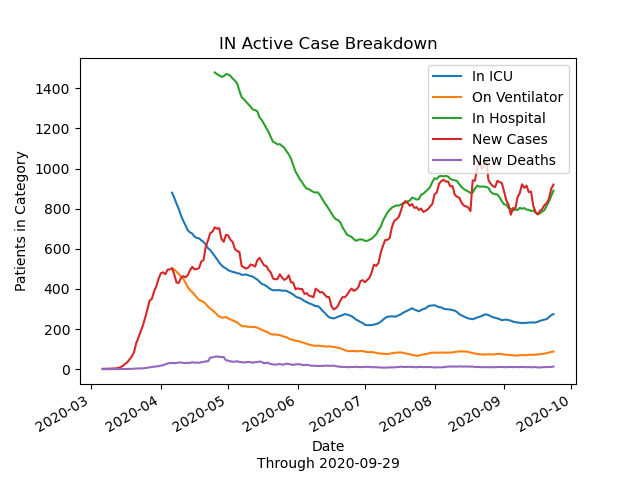 IN Active Case Breakdown
In ICU
On Ventilator
In Hospital
New Cases
New Deaths
Patients in Category
1400
1200
1000
800
600
400
200
0
2020-03
2020-04
2020-05
2020-06
2020-07
2020-08
2020-09
2020-10
Date
Through 2020-09-29